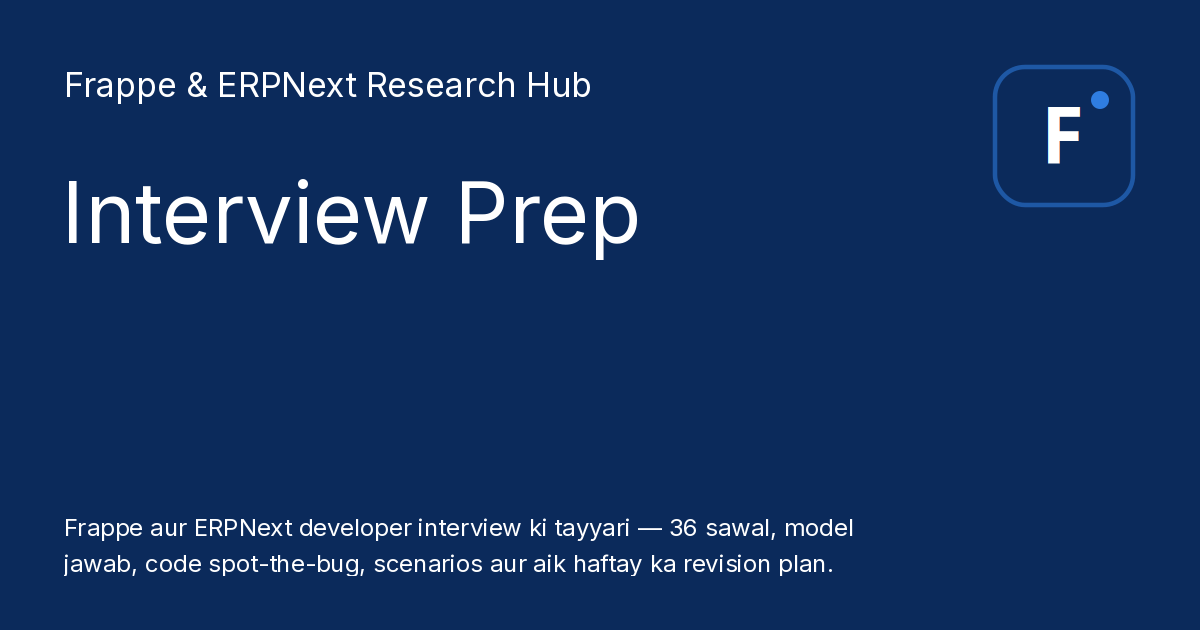 Frappe & ERPNext Research Hub
F
Interview Prep
Frappe aur ERPNext developer interview ki tayyari — 36 sawal, model
jawab, code spot-the-bug, scenarios aur aik haftay ka revision plan.